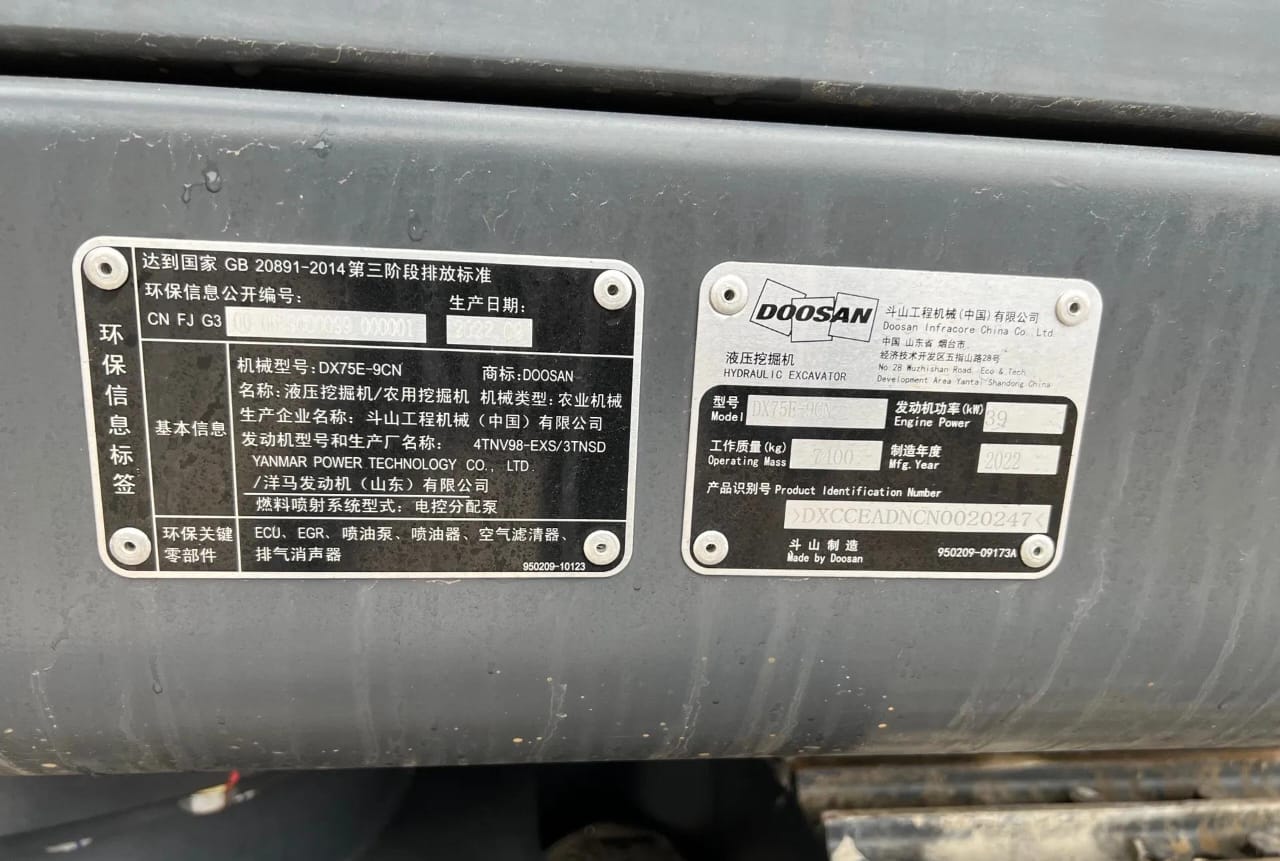 环保信息标签
达到国家 GB 20891-2014第三阶段排放标准
环保信息公开编号:
生产日期:
CN FJ G3
000001
2022
基本信息
机械型号:DX75E-9CN 商标:DOOSAN
名称:液压挖掘机/农用挖掘机 机械类型:农业机械
生产企业名称: 斗山工程机械(中国)有限公司
发动机型号和生产厂名称: 4TNV98-EXS/3TNSD
YANMAR POWER TECHNOLOGY CO., LTD.
/洋马发动机(山东)有限公司
燃料喷射系统型式: 电控分配泵
环保关键
零部件
ECU、EGR、喷油泵、喷油器、空气滤清器、
排气消声器
950209-10123
DOOSAN
斗山工程机械(中国)有限公司
Doosan Infracore China Co., Ltd.
中国 山东省 烟台市
经济技术开发区五指山路28号
No 28 Wuzhishan Road, Eco & Tech
Development Area Yantai Shandong, China
液压挖掘机
HYDRAULIC EXCAVATOR
型号
Model
DX75E-9CN
发动机功率(kW)
Engine Power
39
工作质量(kg)
Operating Mass
7100
制造年度
Mfg. Year
2022
产品识别号 Product Identification Number
>DXCCEADNCN0020247<
斗山制造
Made by Doosan
950209-09173A